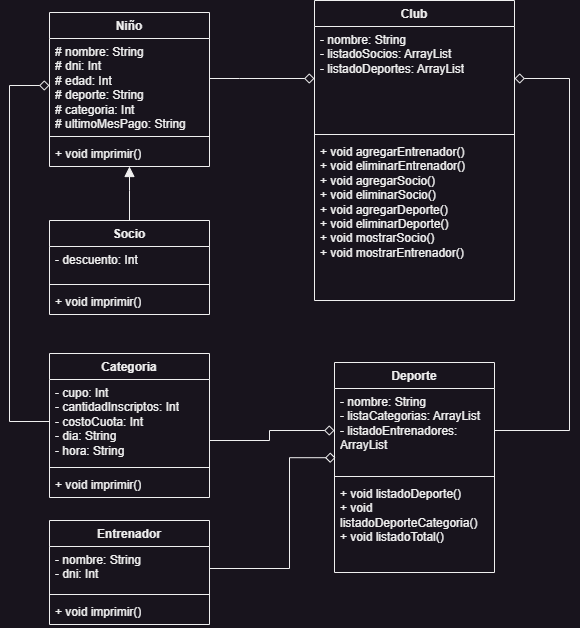 Niño
# nombre: String
# dni: Int
# edad: Int
# deporte: String
# categoria: Int
# ultimoMesPago: String
+ void imprimir()
Club
- nombre: String
- listadoSocios: ArrayList
- listadoDeportes: ArrayList
+ void agregarEntrenador()
+ void eliminarEntrenador()
+ void agregarSocio()
+ void eliminarSocio()
+ void agregarDeporte()
+ void eliminarDeporte()
+ void mostrarSocio()
+ void mostrarEntrenador()
Socio
- descuento: Int
+ void imprimir()
Categoria
- cupo: Int
- cantidadInscriptos: Int
- costoCuota: Int
- dia: String
- hora: String
+ void imprimir()
Deporte
- nombre: String
- listaCategorias: ArrayList
- listadoEntrenadores:
ArrayList
+ void listadoDeporte()
+ void
listadoDeporteCategoria()
+ void listadoTotal()
Entrenador
- nombre: String
- dni: Int
+ void imprimir()